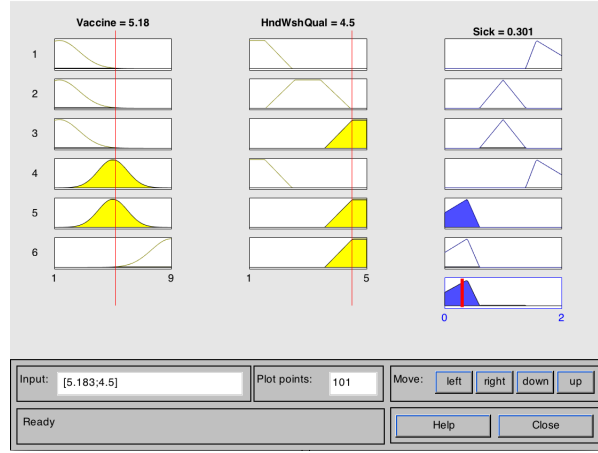 Vaccine = 5.18
HndWshQual = 4.5
Sick = 0.301
1
2
3
4
5
6
1 9
1 5
0 2
Input: [5.183;4.5]
Plot points: 101
Move: left right down up
Ready
Help Close